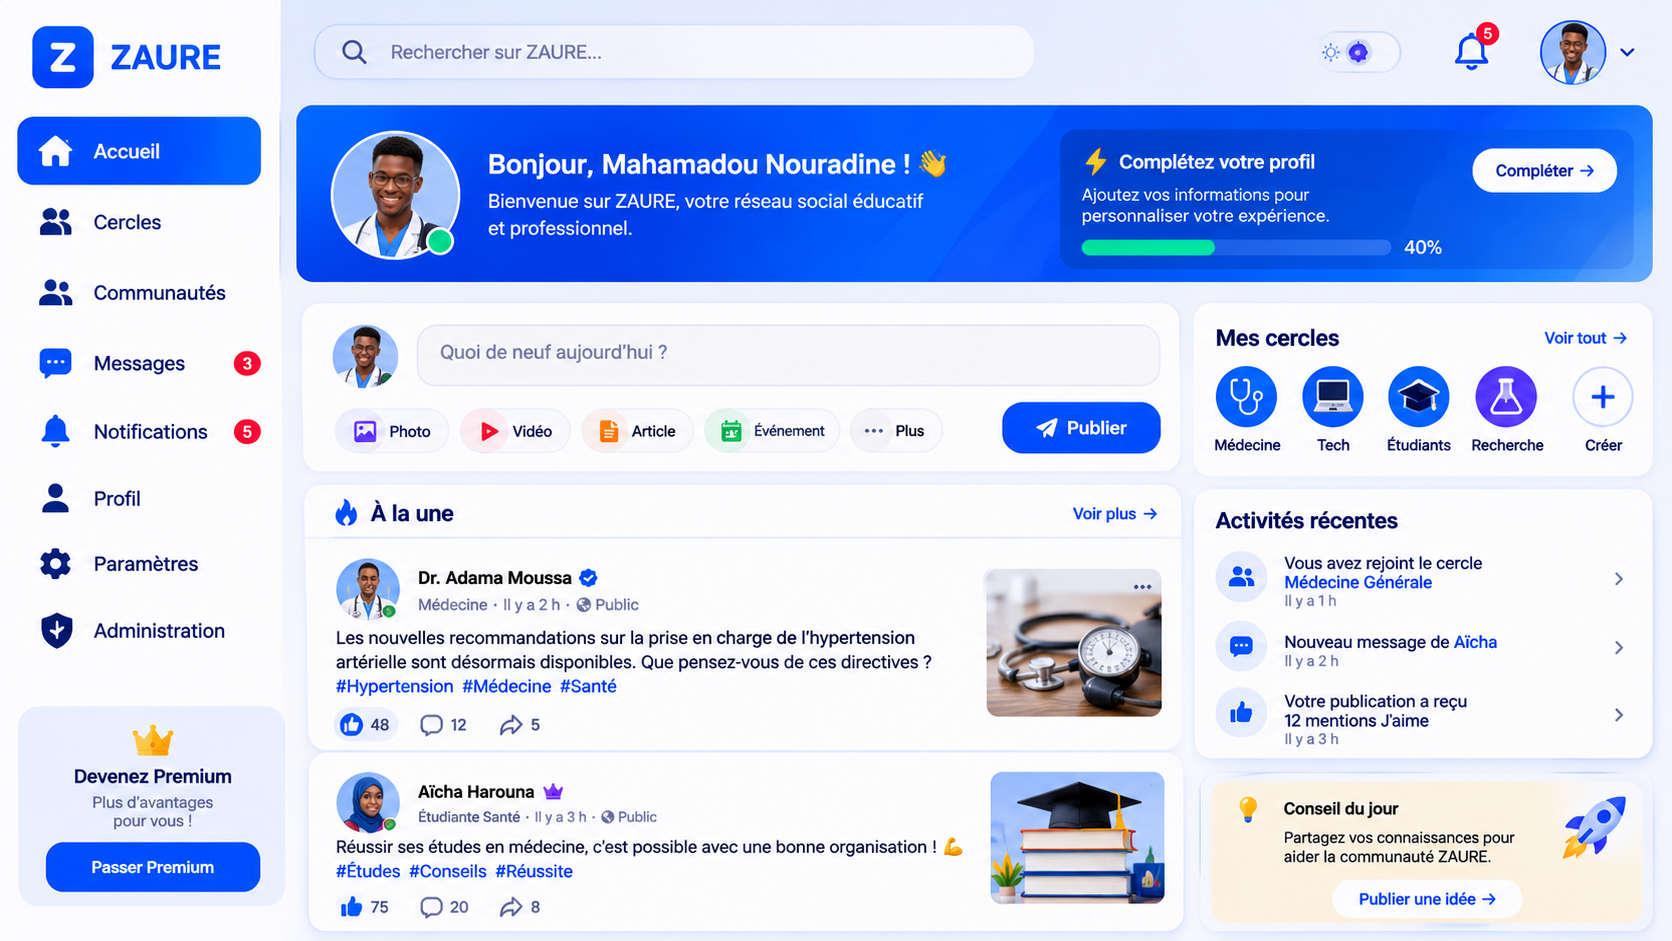 Z ZAURE
Accueil
Cercles
Communautés
Messages 3
Notifications 5
Profil
Paramètres
Administration
Devenez Premium
Plus d'avantages
pour vous !
Passer Premium
Rechercher sur ZAURE...
5
Bonjour, Mahamadou Nouradine ! 👋
Bienvenue sur ZAURE, votre réseau social éducatif
et professionnel.
Complétez votre profil
Ajoutez vos informations pour
personnaliser votre expérience.
40%
Compléter →
Quoi de neuf aujourd'hui ?
Photo
Vidéo
Article
Événement
Plus
Publier
À la une
Voir plus →
Dr. Adama Moussa
Médecine · Il y a 2 h · Public
Les nouvelles recommandations sur la prise en charge de l'hypertension
artérielle sont désormais disponibles. Que pensez-vous de ces directives ?
#Hypertension #Médecine #Santé
48 12 5
Aïcha Harouna
Étudiante Santé · Il y a 3 h · Public
Réussir ses études en médecine, c'est possible avec une bonne organisation ! 💪
#Études #Conseils #Réussite
75 20 8
Mes cercles
Voir tout →
Médecine
Tech
Étudiants
Recherche
Créer
Activités récentes
Vous avez rejoint le cercle
Médecine Générale
Il y a 1 h
Nouveau message de Aïcha
Il y a 2 h
Votre publication a reçu
12 mentions J'aime
Il y a 3 h
Conseil du jour
Partagez vos connaissances pour
aider la communauté ZAURE.
Publier une idée →